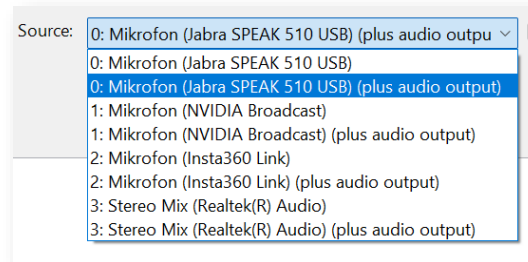 Source: 0: Mikrofon (Jabra SPEAK 510 USB) (plus audio outpu
0: Mikrofon (Jabra SPEAK 510 USB)
0: Mikrofon (Jabra SPEAK 510 USB) (plus audio output)
1: Mikrofon (NVIDIA Broadcast)
1: Mikrofon (NVIDIA Broadcast) (plus audio output)
2: Mikrofon (Insta360 Link)
2: Mikrofon (Insta360 Link) (plus audio output)
3: Stereo Mix (Realtek(R) Audio)
3: Stereo Mix (Realtek(R) Audio) (plus audio output)